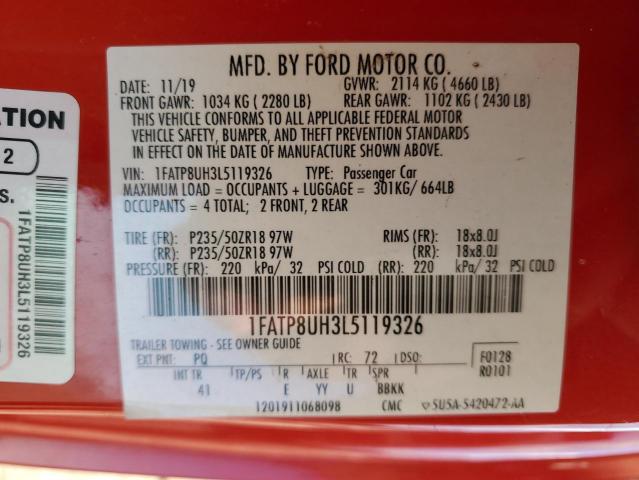 MFD. BY FORD MOTOR CO.
DATE: 11/19 GVWR: 2114 KG ( 4660 LB)
FRONT GAWR: 1034 KG ( 2280 LB) REAR GAWR: 1102 KG ( 2430 LB)
THIS VEHICLE CONFORMS TO ALL APPLICABLE FEDERAL MOTOR
VEHICLE SAFETY, BUMPER, AND THEFT PREVENTION STANDARDS
IN EFFECT ON THE DATE OF MANUFACTURE SHOWN ABOVE.
VIN: 1FATP8UH3L5119326 TYPE: Passenger Car
MAXIMUM LOAD = OCCUPANTS + LUGGAGE = 301KG/ 664LB
OCCUPANTS = 4 TOTAL; 2 FRONT, 2 REAR
TIRE (FR): P235/50ZR18 97W RIMS (FR): 18x8.0J
(RR): P235/50ZR18 97W (RR): 18x8.0J
PRESSURE (FR): 220 kPa/ 32 PSI COLD (RR): 220 kPa/ 32 PSI COLD
1FATP8UH3L5119326
TRAILER TOWING - SEE OWNER GUIDE
EXT PNT: PQ RC: 72 DSO: F0128
INT TR TP/PS R AXLE TR SPR R0101
41 E YY U BBKK
1201911068098 CMC 5U5A-5420472-AA
ATION
2
S.
1FATP8UH3L5119326